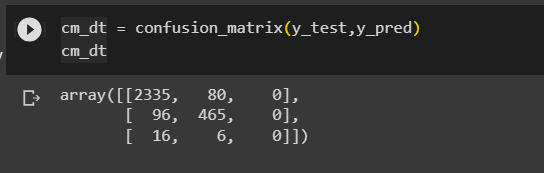 cm_dt = confusion_matrix(y_test,y_pred)
cm_dt
array([[2335,   80,    0],
       [  96,  465,    0],
       [  16,    6,    0]])